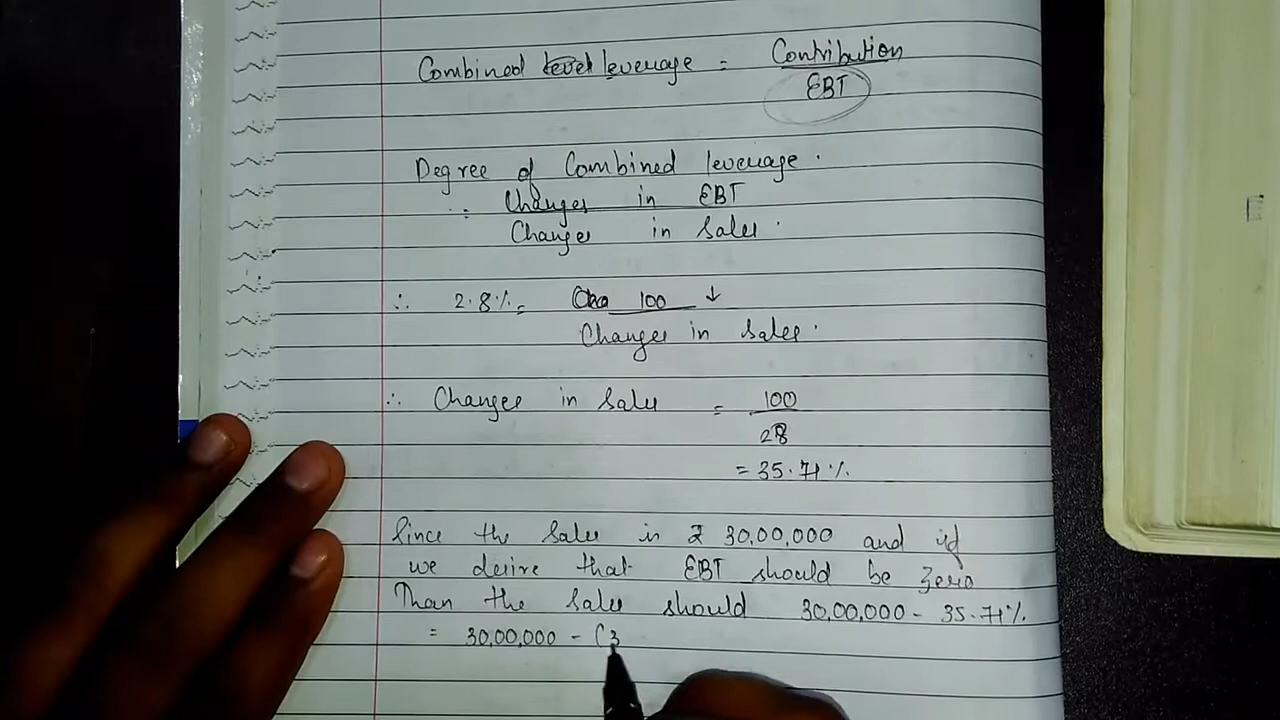 Combined level leverage = Contribution
EBT
Degree of Combined leverage.
= Changes in EBT
Changes in Sales.
∴ 2.8% = Cha 100 ↓
Changes in Sales.
∴ Changes in Sales = 100
28
= 35.71%
Since the Sales is ₹ 30,00,000 and if
we desire that EBT should be Zero
Than the Sales should 30,00,000 - 35.71%
= 30,00,000 - (3